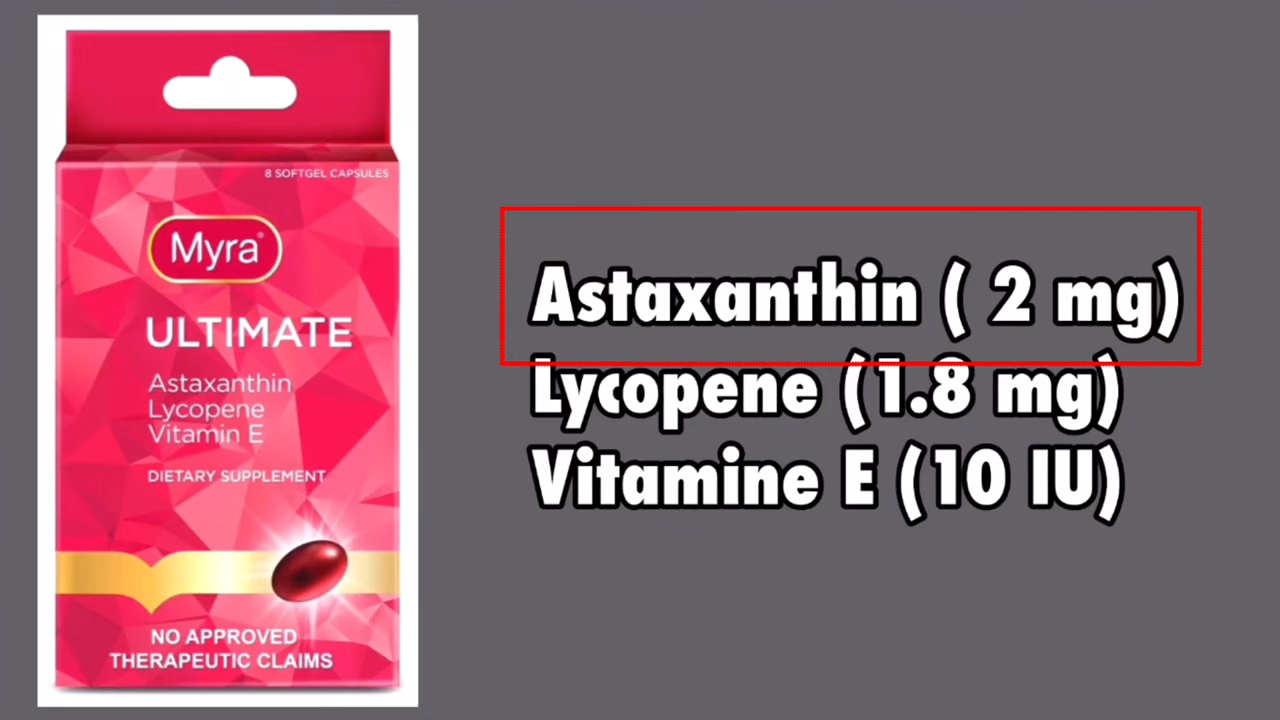 8 SOFTGEL CAPSULES
Myra®
ULTIMATE
Astaxanthin
Lycopene
Vitamin E
DIETARY SUPPLEMENT
NO APPROVED
THERAPEUTIC CLAIMS
Astaxanthin ( 2 mg)
Lycopene (1.8 mg)
Vitamine E (10 IU)